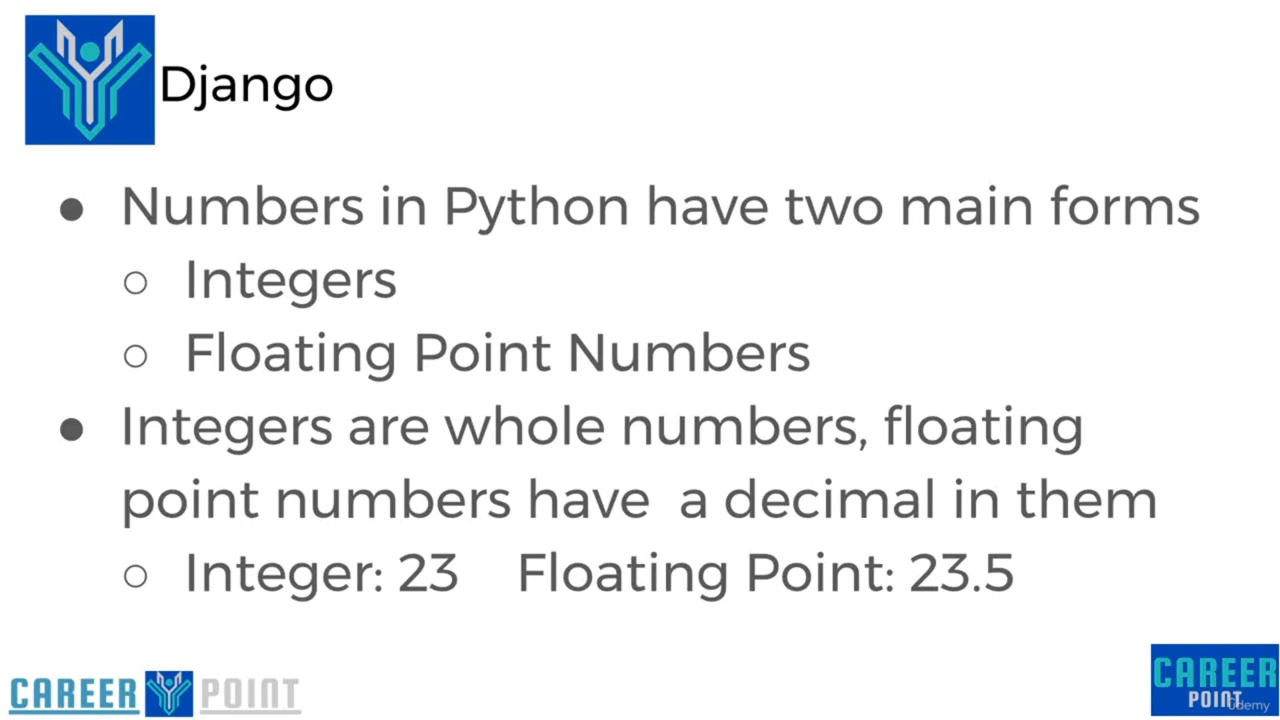 Django
● Numbers in Python have two main forms
○ Integers
○ Floating Point Numbers
● Integers are whole numbers, floating
point numbers have a decimal in them
○ Integer: 23 Floating Point: 23.5
CAREER POINT
CAREER
POINT
Udemy